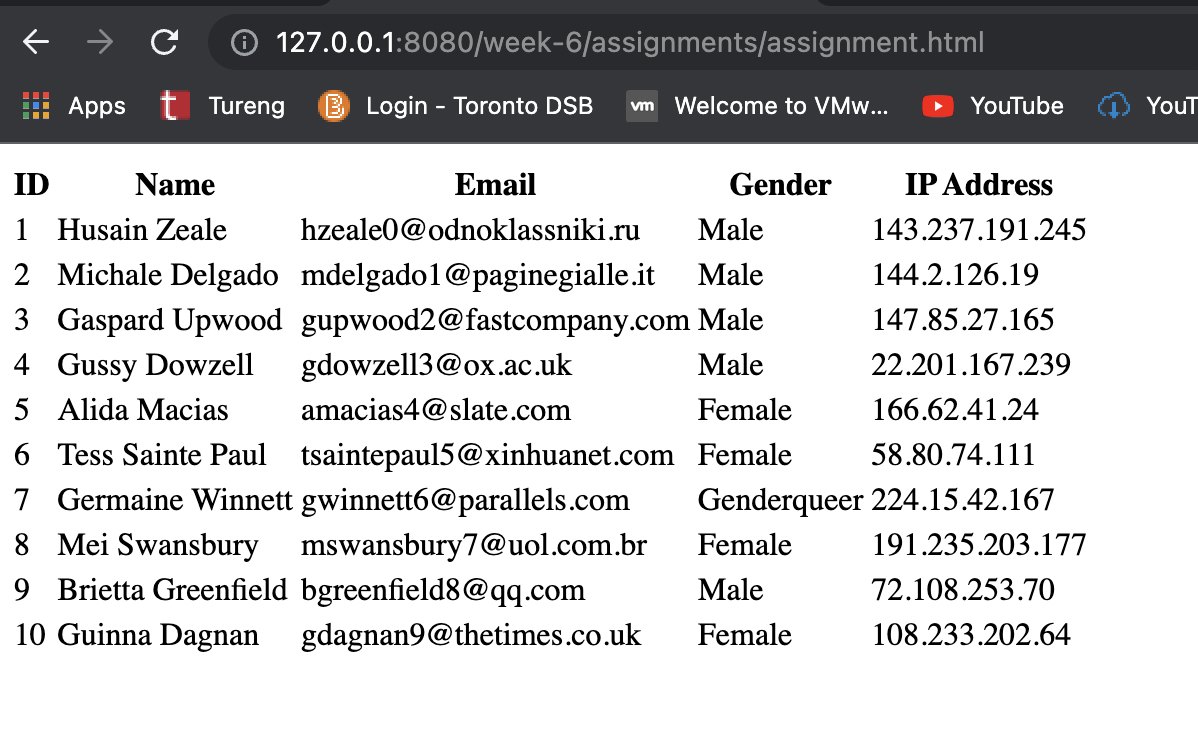 127.0.0.1:8080/week-6/assignments/assignment.html
Apps Tureng Login - Toronto DSB vm Welcome to VMw... YouTube YouT
ID Name Email Gender IP Address
1 Husain Zeale hzeale0@odnoklassniki.ru Male 143.237.191.245
2 Michale Delgado mdelgado1@paginegialle.it Male 144.2.126.19
3 Gaspard Upwood gupwood2@fastcompany.com Male 147.85.27.165
4 Gussy Dowzell gdowzell3@ox.ac.uk Male 22.201.167.239
5 Alida Macias amacias4@slate.com Female 166.62.41.24
6 Tess Sainte Paul tsaintepaul5@xinhuanet.com Female 58.80.74.111
7 Germaine Winnett gwinnett6@parallels.com Genderqueer 224.15.42.167
8 Mei Swansbury mswansbury7@uol.com.br Female 191.235.203.177
9 Brietta Greenfield bgreenfield8@qq.com Male 72.108.253.70
10 Guinna Dagnan gdagnan9@thetimes.co.uk Female 108.233.202.64